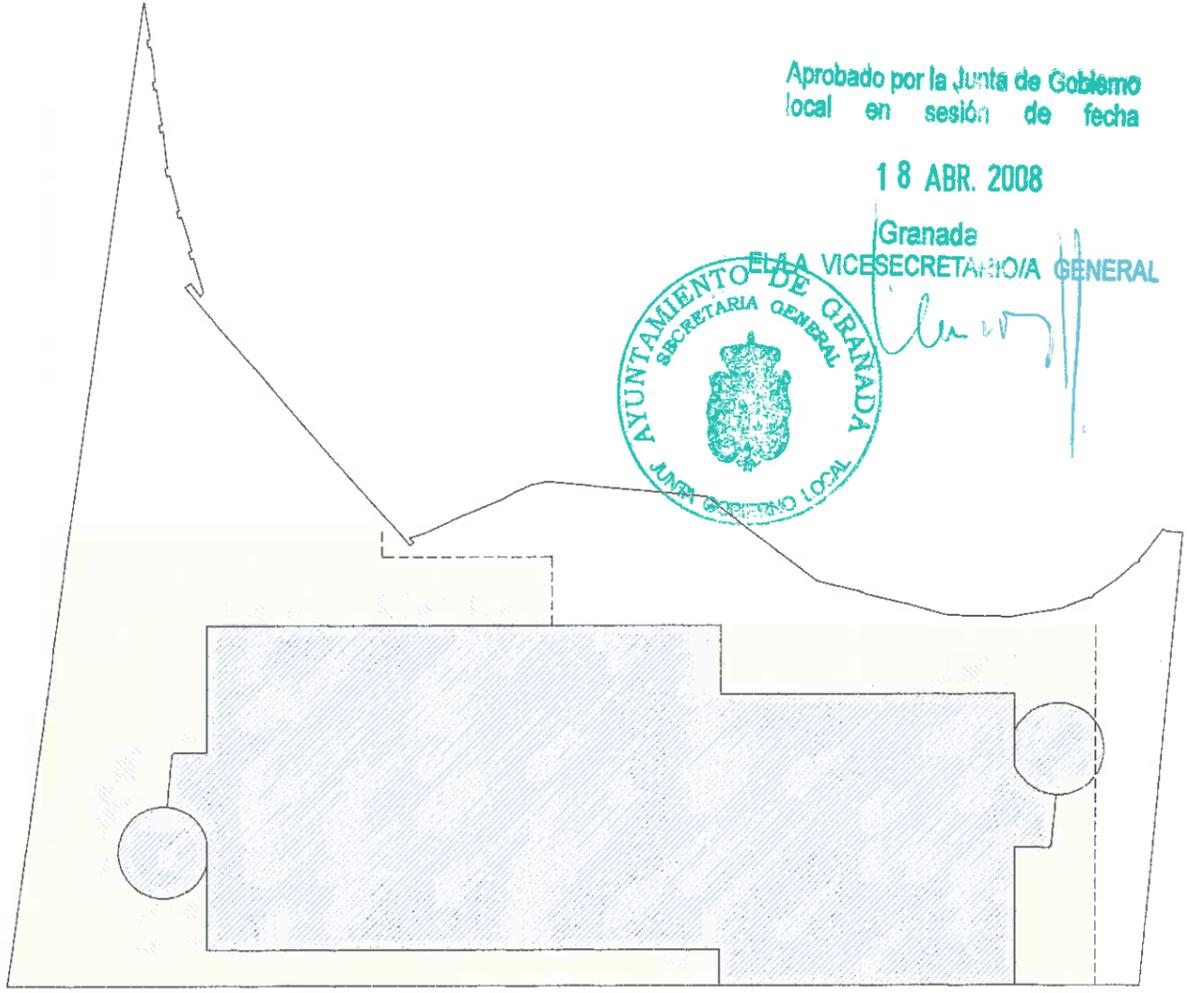 Aprobado por la Junta de Gobierno
local en sesión de fecha
18 ABR. 2008
Granada
EL/LA VICESECRETARIO/A GENERAL
AYUNTAMIENTO DE GRANADA
SECRETARIA GENERAL
JUNTA GOBIERNO LOCAL